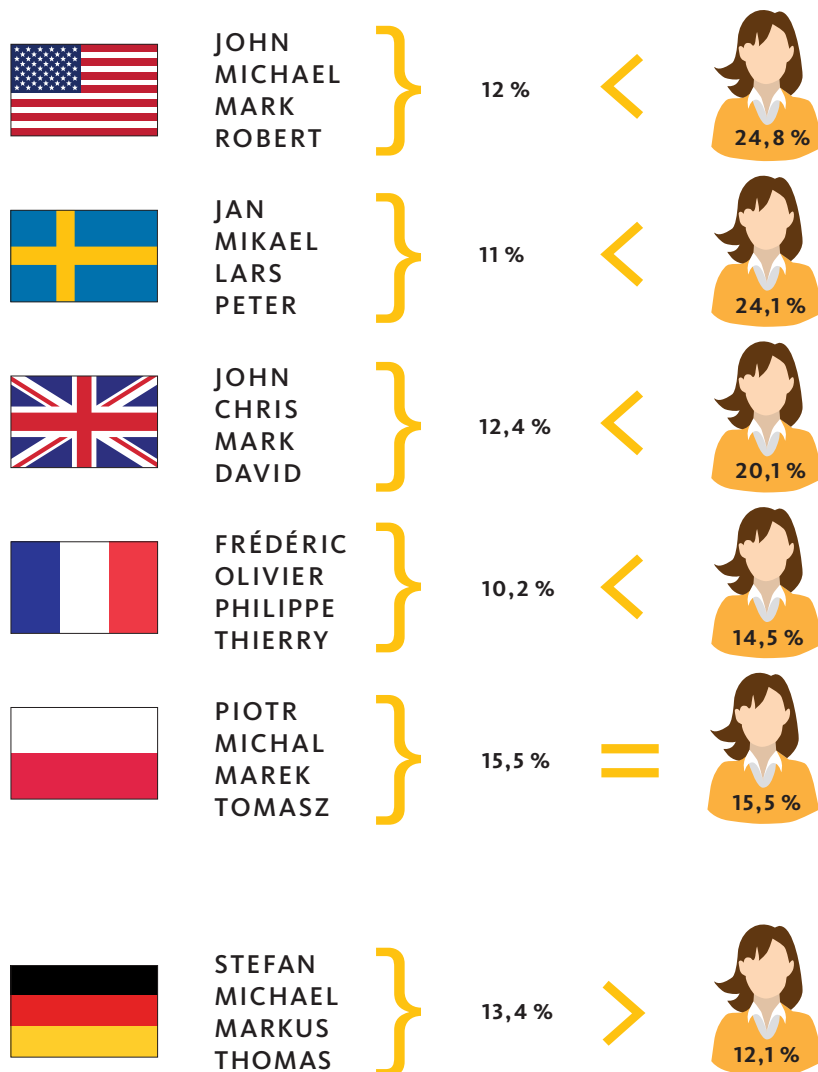 JOHN
MICHAEL
MARK
ROBERT
} 12 % < 24,8 %
JAN
MIKAEL
LARS
PETER
} 11 % < 24,1 %
JOHN
CHRIS
MARK
DAVID
} 12,4 % < 20,1 %
FRÉDÉRIC
OLIVIER
PHILIPPE
THIERRY
} 10,2 % < 14,5 %
PIOTR
MICHAL
MAREK
TOMASZ
} 15,5 % = 15,5 %
STEFAN
MICHAEL
MARKUS
THOMAS
} 13,4 % > 12,1 %